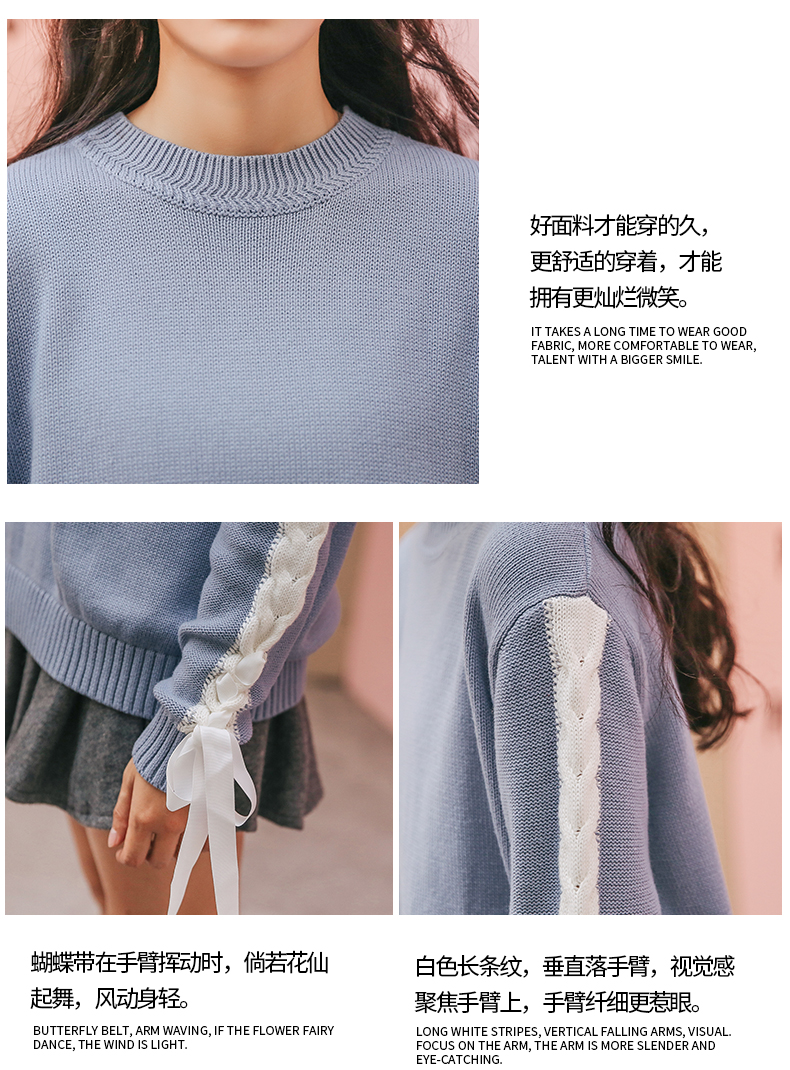 好面料才能穿的久，
更舒适的穿着，才能
拥有更灿烂微笑。
IT TAKES A LONG TIME TO WEAR GOOD
FABRIC, MORE COMFORTABLE TO WEAR,
TALENT WITH A BIGGER SMILE.
蝴蝶带在手臂挥动时，倘若花仙
起舞，风动身轻。
BUTTERFLY BELT, ARM WAVING, IF THE FLOWER FAIRY
DANCE, THE WIND IS LIGHT.
白色长条纹，垂直落手臂，视觉感
聚焦手臂上，手臂纤细更惹眼。
LONG WHITE STRIPES, VERTICAL FALLING ARMS, VISUAL.
FOCUS ON THE ARM, THE ARM IS MORE SLENDER AND
EYE-CATCHING.